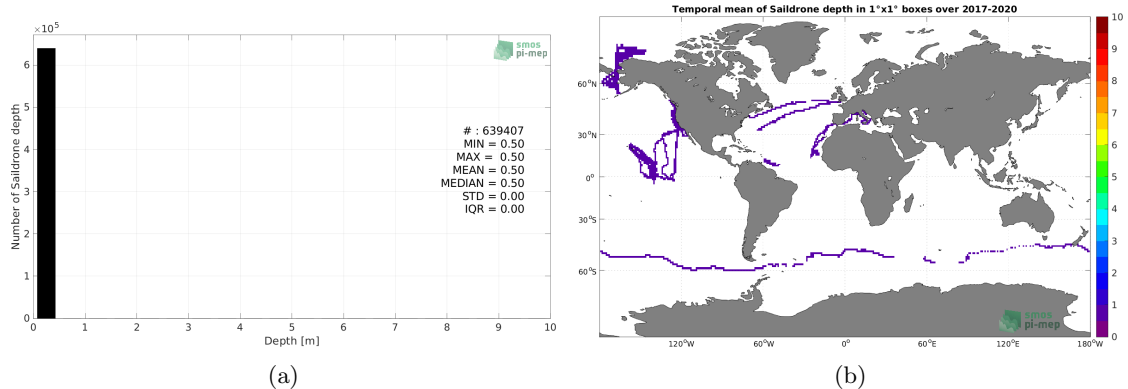 ×10⁵
6
5
4
3
2
1
0
Number of Saildrone depth
smos
pi-mep
# : 639407
MIN = 0.50
MAX = 0.50
MEAN = 0.50
MEDIAN = 0.50
STD = 0.00
IQR = 0.00
0 1 2 3 4 5 6 7 8 9 10
Depth [m]
(a)
Temporal mean of Saildrone depth in 1°x1° boxes over 2017-2020
60°N
30°N
0°
30°S
60°S
120°W 60°W 0° 60°E 120°E 180°W
smos
pi-mep
10
9
8
7
6
5
4
3
2
1
0
(b)